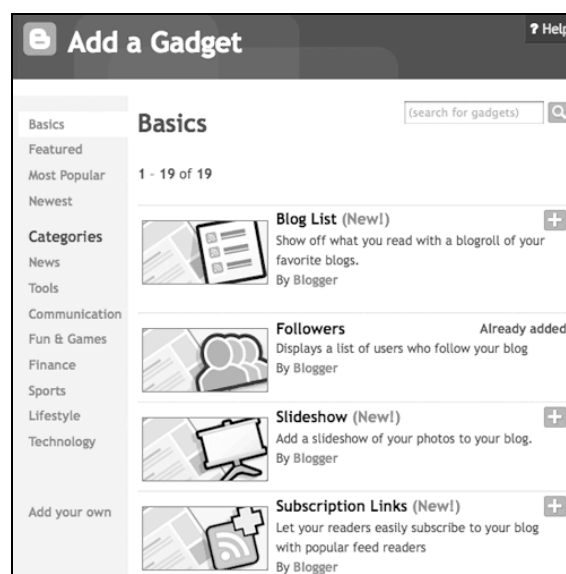 Add a Gadget
? Help
Basics
Featured
Most Popular
Newest
Categories
News
Tools
Communication
Fun & Games
Finance
Sports
Lifestyle
Technology
Add your own
Basics
(search for gadgets)
1 - 19 of 19
Blog List (New!)
Show off what you read with a blogroll of your
favorite blogs.
By Blogger
Followers
Already added
Displays a list of users who follow your blog
By Blogger
Slideshow (New!)
Add a slideshow of your photos to your blog.
By Blogger
Subscription Links (New!)
Let your readers easily subscribe to your blog
with popular feed readers
By Blogger